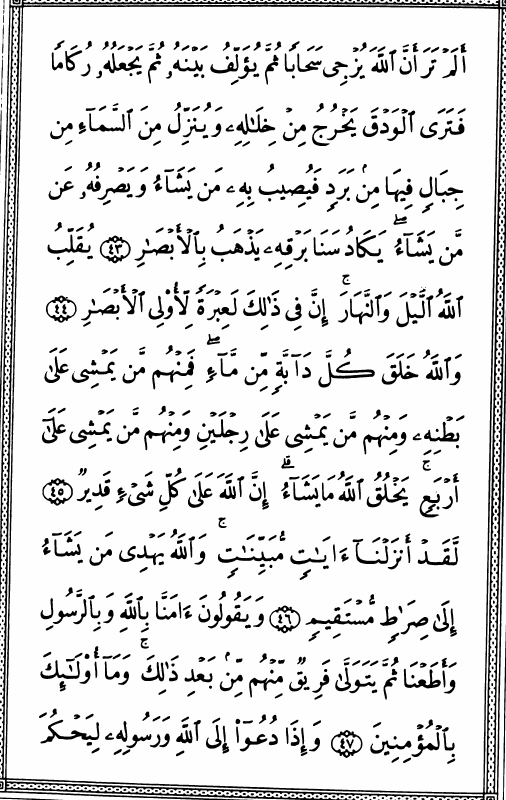 أَلَمْ تَرَ أَنَّ ٱللَّهَ يُزْجِى سَحَابًا ثُمَّ يُؤَلِّفُ بَيْنَهُۥ ثُمَّ يَجْعَلُهُۥ رُكَامًا
فَتَرَى ٱلْوَدْقَ يَخْرُجُ مِنْ خِلَـٰلِهِۦ وَيُنَزِّلُ مِنَ ٱلسَّمَآءِ مِن
جِبَالٍ فِيهَا مِنۢ بَرَدٍ فَيُصِيبُ بِهِۦ مَن يَشَآءُ وَيَصْرِفُهُۥ عَن
مَّن يَشَآءُ ۖ يَكَادُ سَنَا بَرْقِهِۦ يَذْهَبُ بِٱلْأَبْصَـٰرِ ﴿٤٣﴾ يُقَلِّبُ
ٱللَّهُ ٱلَّيْلَ وَٱلنَّهَارَ ۚ إِنَّ فِى ذَٰلِكَ لَعِبْرَةً لِّأُو۟لِى ٱلْأَبْصَـٰرِ ﴿٤٤﴾
وَٱللَّهُ خَلَقَ كُلَّ دَآبَّةٍ مِّن مَّآءٍ ۖ فَمِنْهُم مَّن يَمْشِى عَلَىٰ
بَطْنِهِۦ وَمِنْهُم مَّن يَمْشِى عَلَىٰ رِجْلَيْنِ وَمِنْهُم مَّن يَمْشِى عَلَىٰٓ
أَرْبَعٍ ۚ يَخْلُقُ ٱللَّهُ مَا يَشَآءُ ۚ إِنَّ ٱللَّهَ عَلَىٰ كُلِّ شَىْءٍ قَدِيرٌ ﴿٤٥﴾
لَّقَدْ أَنزَلْنَآ ءَايَـٰتٍ مُّبَيِّنَـٰتٍ ۚ وَٱللَّهُ يَهْدِى مَن يَشَآءُ
إِلَىٰ صِرَٰطٍ مُّسْتَقِيمٍ ﴿٤٦﴾ وَيَقُولُونَ ءَامَنَّا بِٱللَّهِ وَبِٱلرَّسُولِ
وَأَطَعْنَا ثُمَّ يَتَوَلَّىٰ فَرِيقٌ مِّنْهُم مِّنۢ بَعْدِ ذَٰلِكَ ۚ وَمَآ أُو۟لَـٰٓئِكَ
بِٱلْمُؤْمِنِينَ ﴿٤٧﴾ وَإِذَا دُعُوٓا۟ إِلَى ٱللَّهِ وَرَسُولِهِۦ لِيَحْكُمَ